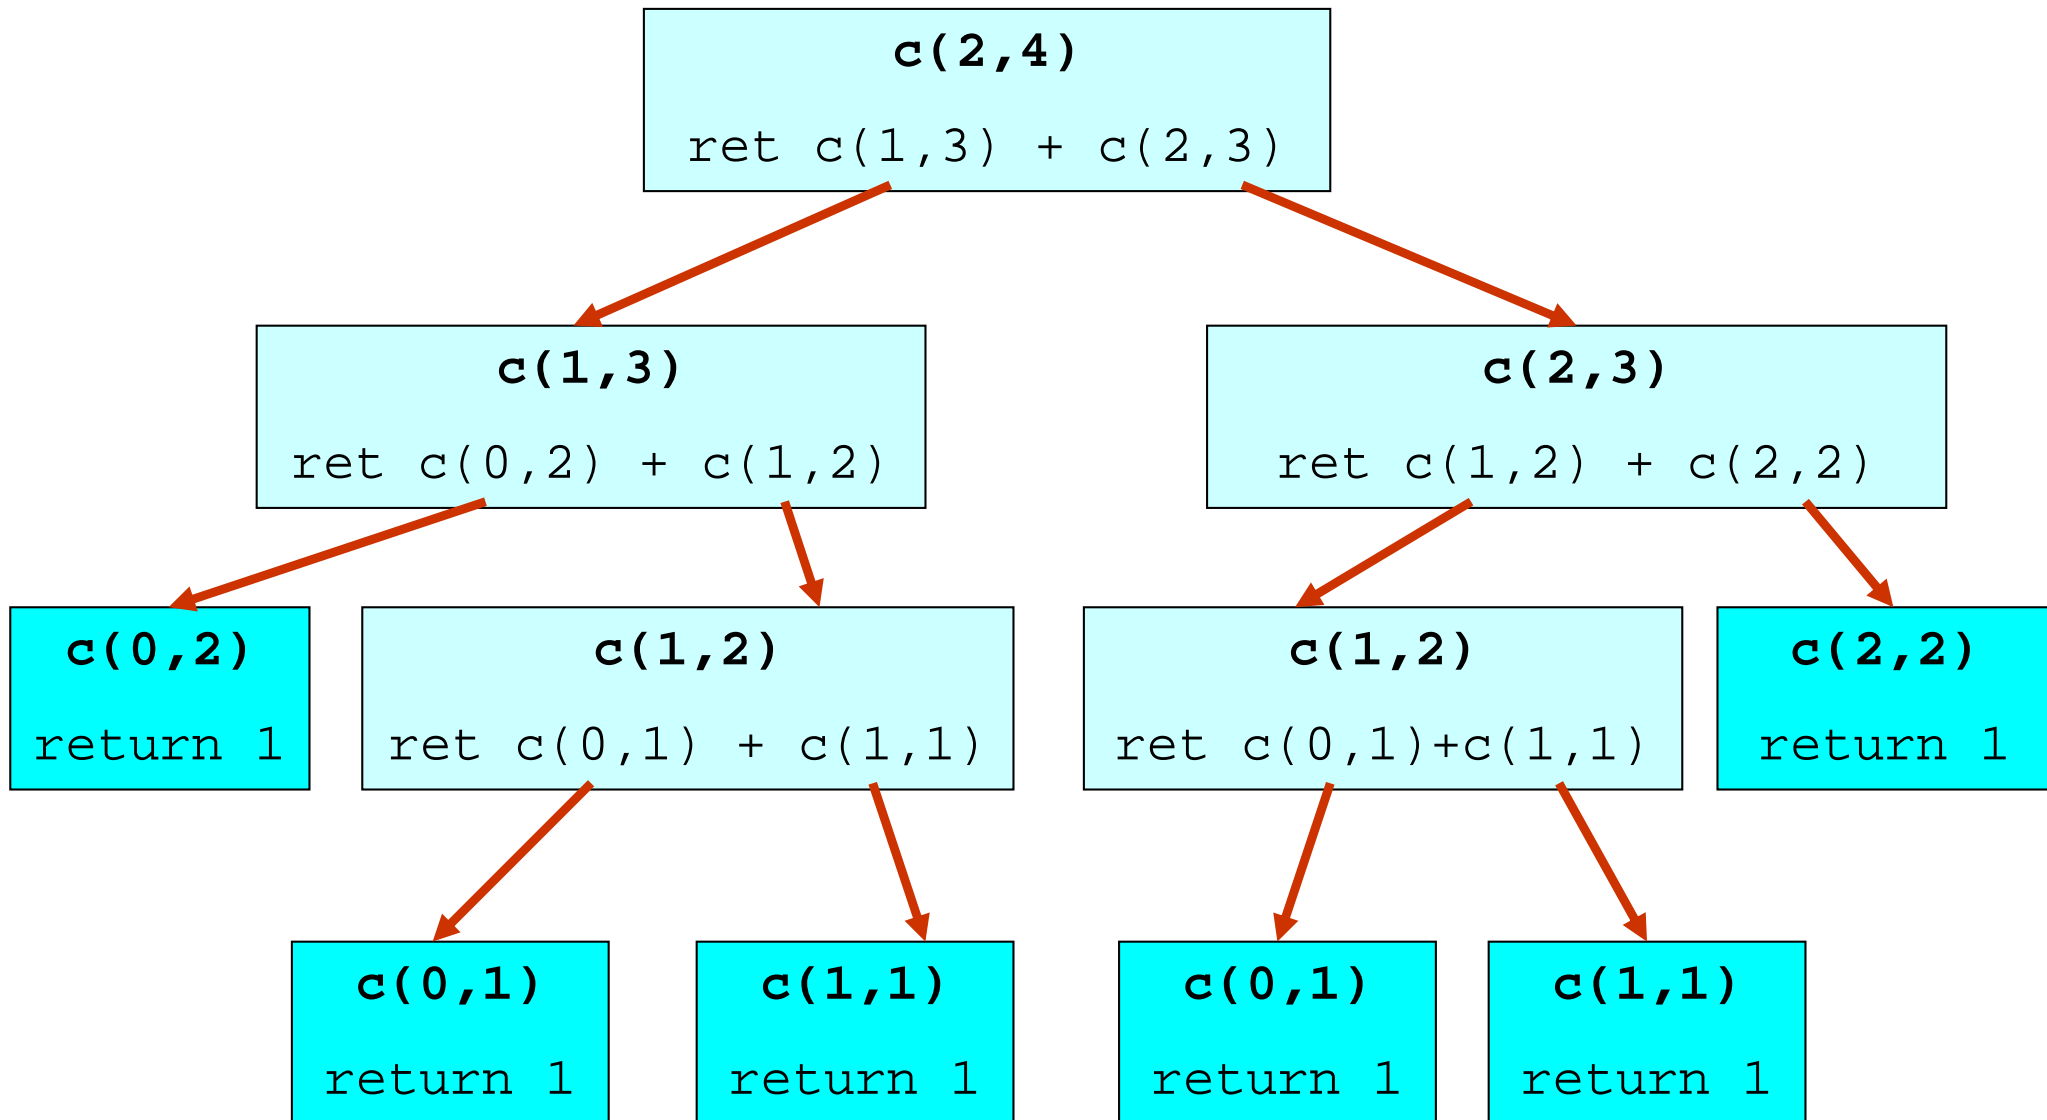 c(2,4)
ret c(1,3) + c(2,3)
c(1,3)
ret c(0,2) + c(1,2)
c(2,3)
ret c(1,2) + c(2,2)
c(0,2)
return 1
c(1,2)
ret c(0,1) + c(1,1)
c(1,2)
ret c(0,1)+c(1,1)
c(2,2)
return 1
c(0,1)
return 1
c(1,1)
return 1
c(0,1)
return 1
c(1,1)
return 1